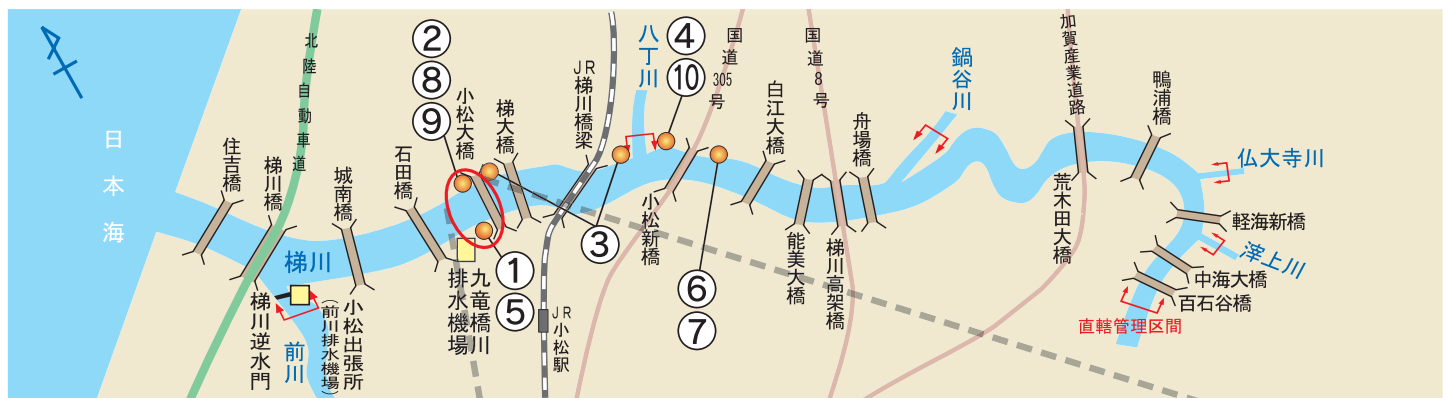 日本海
住吉橋
梯川橋
北陸自動車道
城南橋
梯川
梯川逆水門
前川
小松出張所
(前川排水機場)
石田橋
②
⑧
⑨
小松大橋
梯大橋
九竜橋川
排水機場
①
⑤
JR梯川橋梁
JR小松駅
③
八丁川
④
⑩
国道305号
小松新橋
⑥
⑦
白江大橋
国道8号
能美大橋
梯川高架橋
舟場橋
鍋谷川
加賀産業道路
荒木田大橋
鴨浦橋
仏大寺川
軽海新橋
滓上川
中海大橋
百石谷橋
直轄管理区間